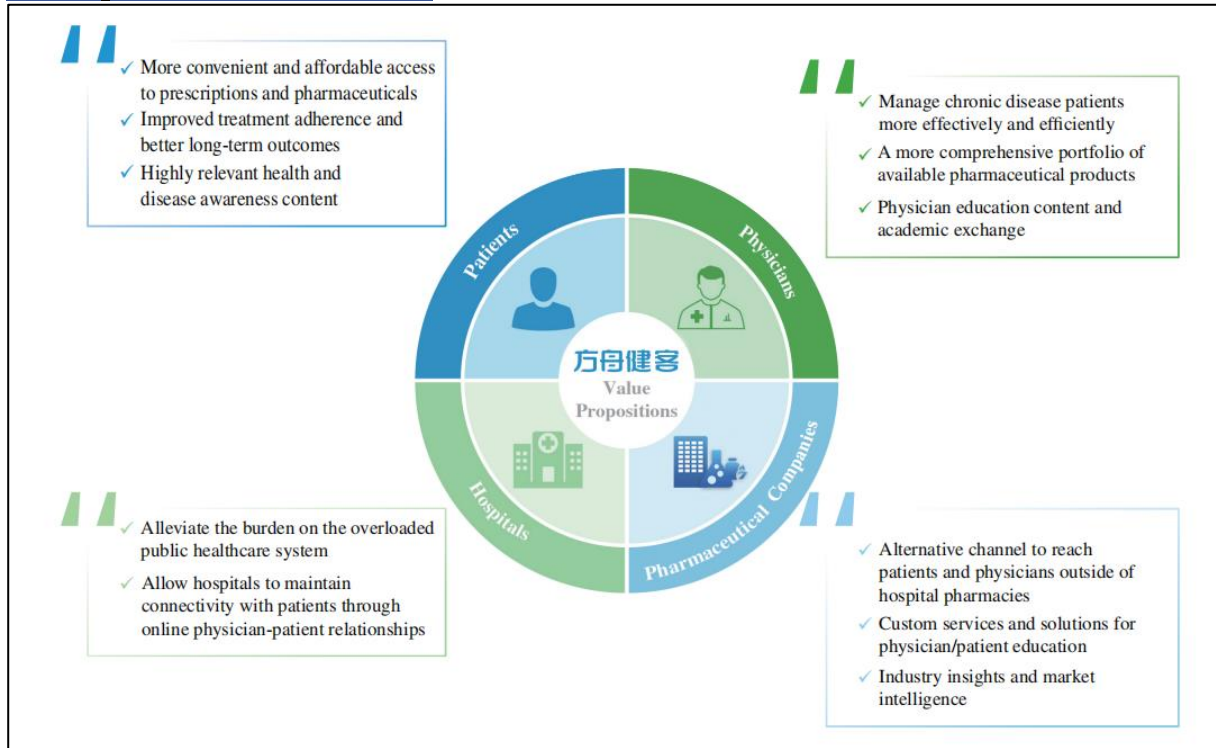 ✓ More convenient and affordable access
to prescriptions and pharmaceuticals
✓ Improved treatment adherence and
better long-term outcomes
✓ Highly relevant health and
disease awareness content
✓ Manage chronic disease patients
more effectively and efficiently
✓ A more comprehensive portfolio of
available pharmaceutical products
✓ Physician education content and
academic exchange
Patients
Physicians
方舟健客
Value
Propositions
Hospitals
Pharmaceutical Companies
✓ Alleviate the burden on the overloaded
public healthcare system
✓ Allow hospitals to maintain
connectivity with patients through
online physician-patient relationships
✓ Alternative channel to reach
patients and physicians outside of
hospital pharmacies
✓ Custom services and solutions for
physician/patient education
✓ Industry insights and market
intelligence